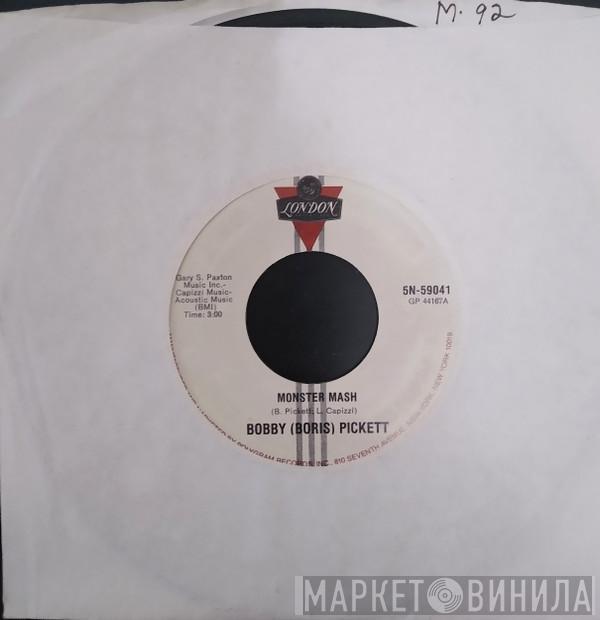 M. 92
LONDON
Gary S. Paxton
Music Inc.-
Capizzi Music-
Acoustic Music
(BMI)
Time: 3:00
5N-59041
GP 44167A
MONSTER MASH
(B. Pickett; L. Capizzi)
BOBBY (BORIS) PICKETT
BY POLYGRAM RECORDS, INC., 810 SEVENTH AVENUE, NEW YORK, NEW YORK 10019
МАРКЕТ ВИНИЛА